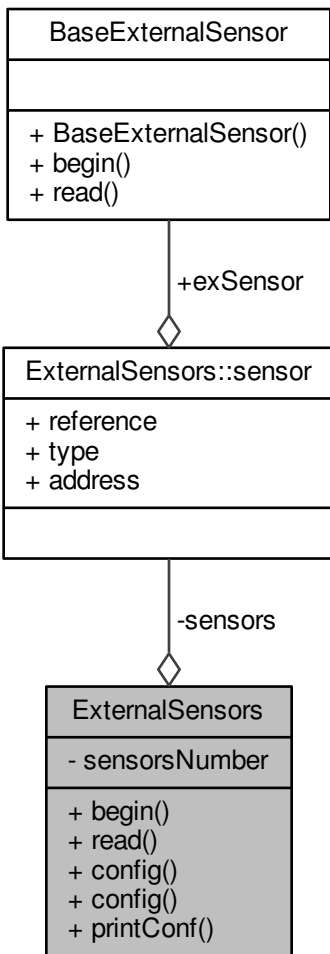 BaseExternalSensor
+ BaseExternalSensor()
+ begin()
+ read()
+exSensor
ExternalSensors::sensor
+ reference
+ type
+ address
-sensors
ExternalSensors
- sensorsNumber
+ begin()
+ read()
+ config()
+ config()
+ printConf()